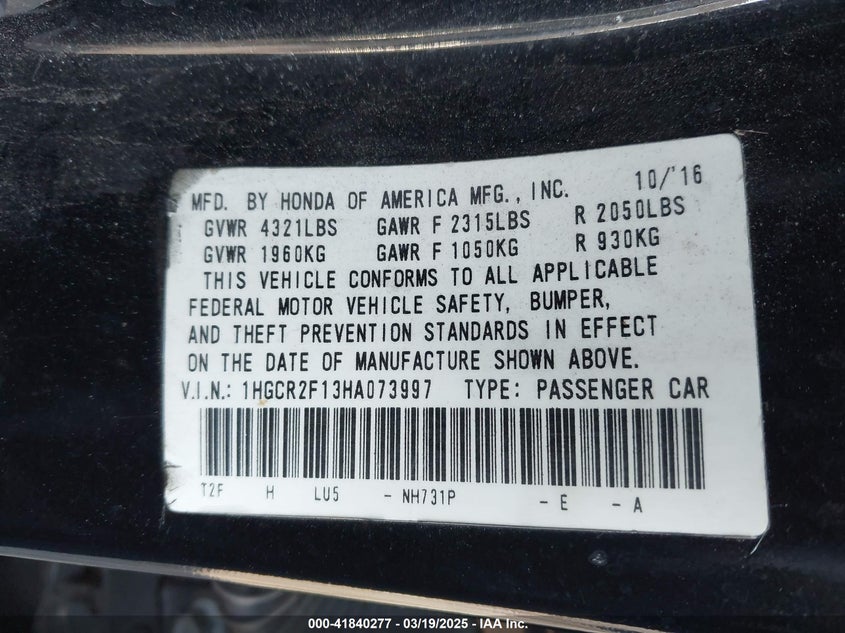 MFD. BY HONDA OF AMERICA MFG., INC. 10/'16
GVWR 4321LBS GAWR F 2315LBS R 2050LBS
GVWR 1960KG GAWR F 1050KG R 930KG
THIS VEHICLE CONFORMS TO ALL APPLICABLE
FEDERAL MOTOR VEHICLE SAFETY, BUMPER,
AND THEFT PREVENTION STANDARDS IN EFFECT
ON THE DATE OF MANUFACTURE SHOWN ABOVE.
V.I.N.: 1HGCR2F13HA073997 TYPE: PASSENGER CAR
T2F H LU5 - NH731P - E - A
000-41840277 — 03/19/2025 — IAA Inc.